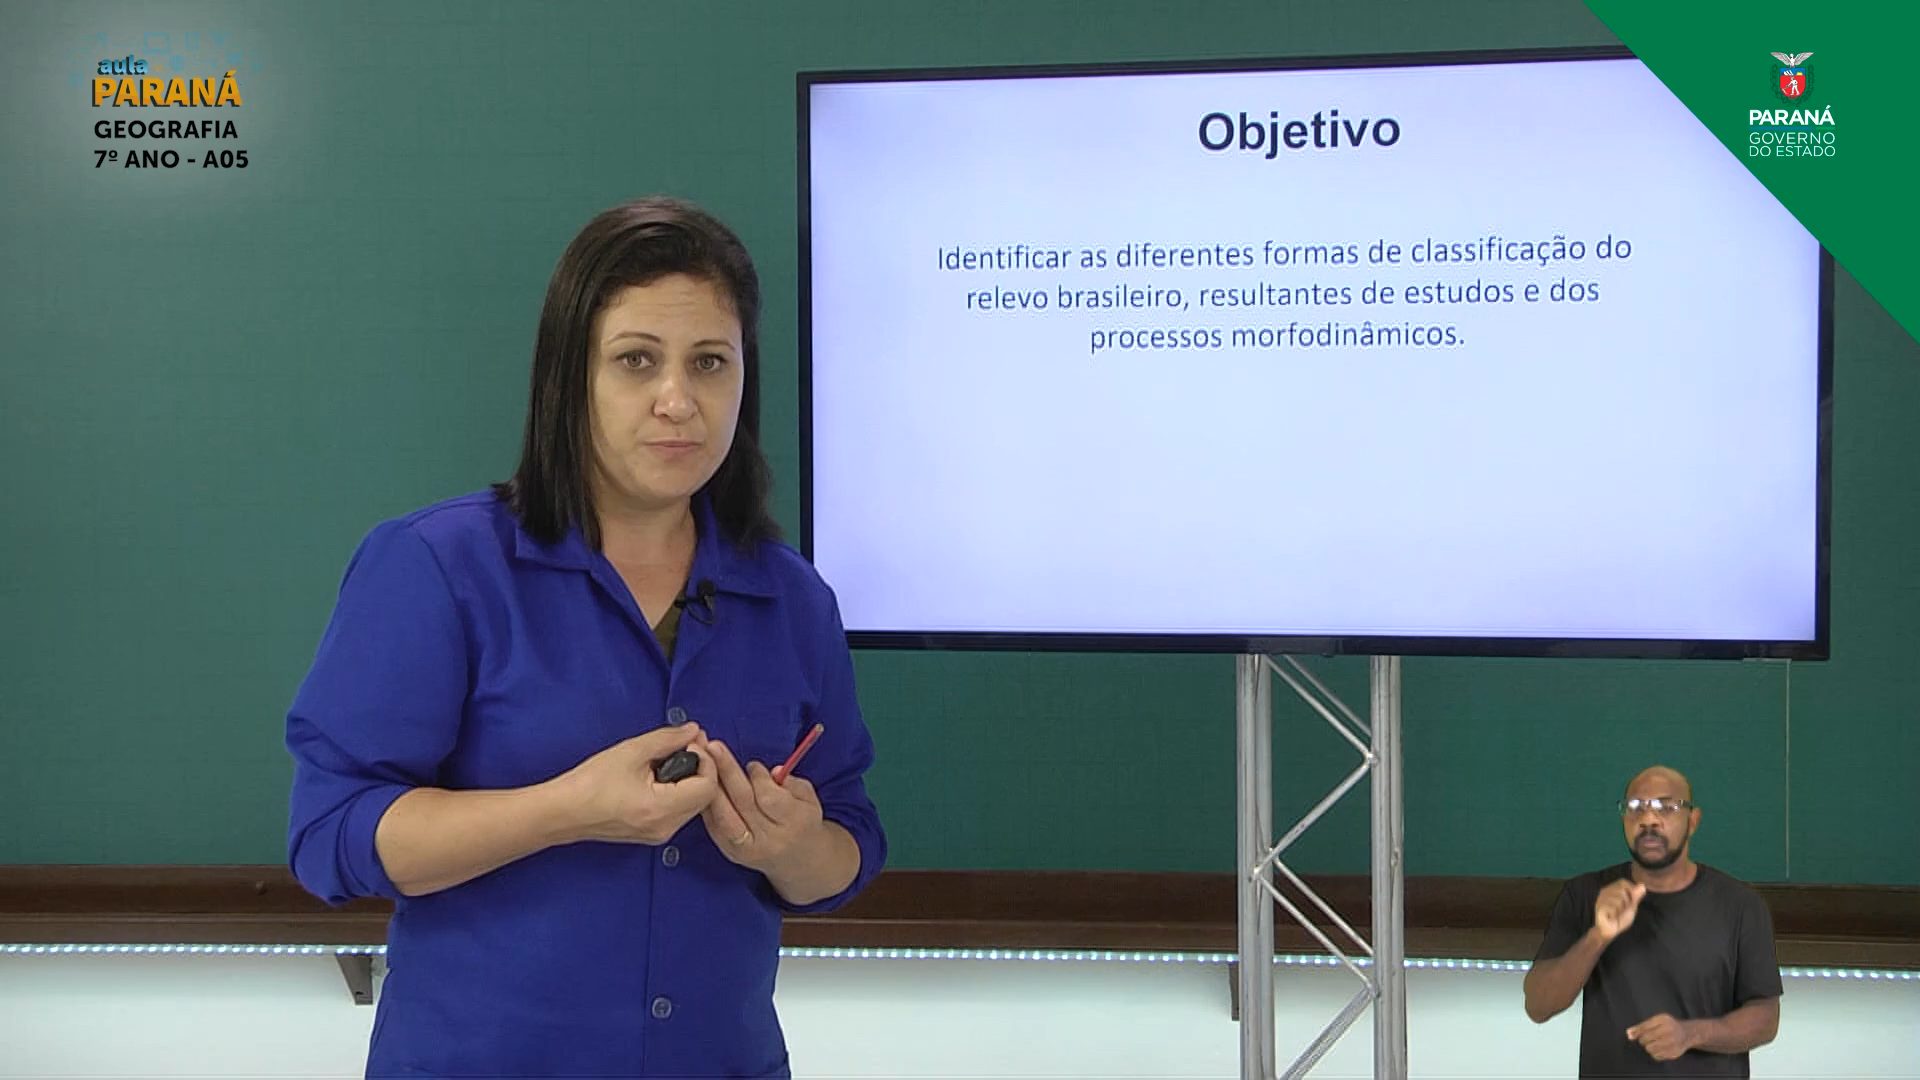 aula
PARANÁ
GEOGRAFIA
7º ANO - A05
Objetivo
Identificar as diferentes formas de classificação do
relevo brasileiro, resultantes de estudos e dos
processos morfodinâmicos.
PARANÁ
GOVERNO
DO ESTADO